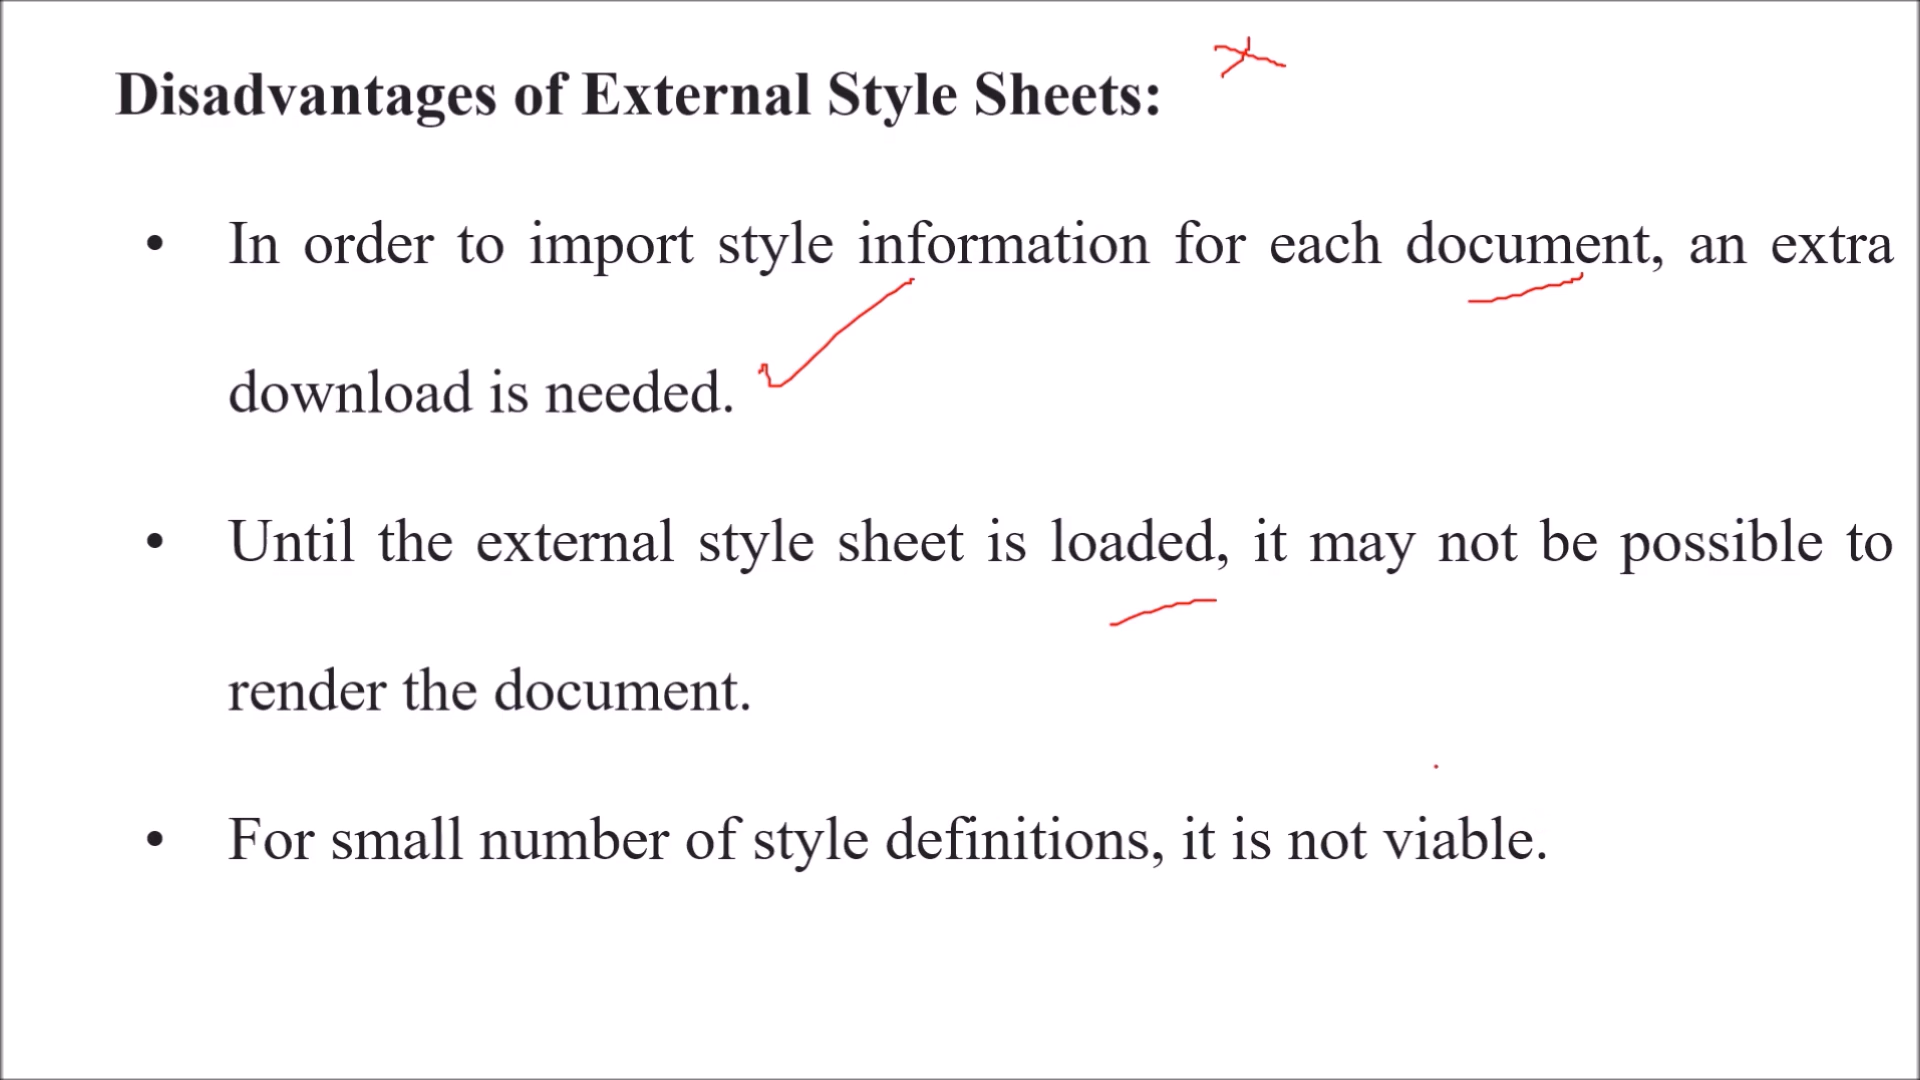 Disadvantages of External Style Sheets:
• In order to import style information for each document, an extra
download is needed.
• Until the external style sheet is loaded, it may not be possible to
render the document.
• For small number of style definitions, it is not viable.